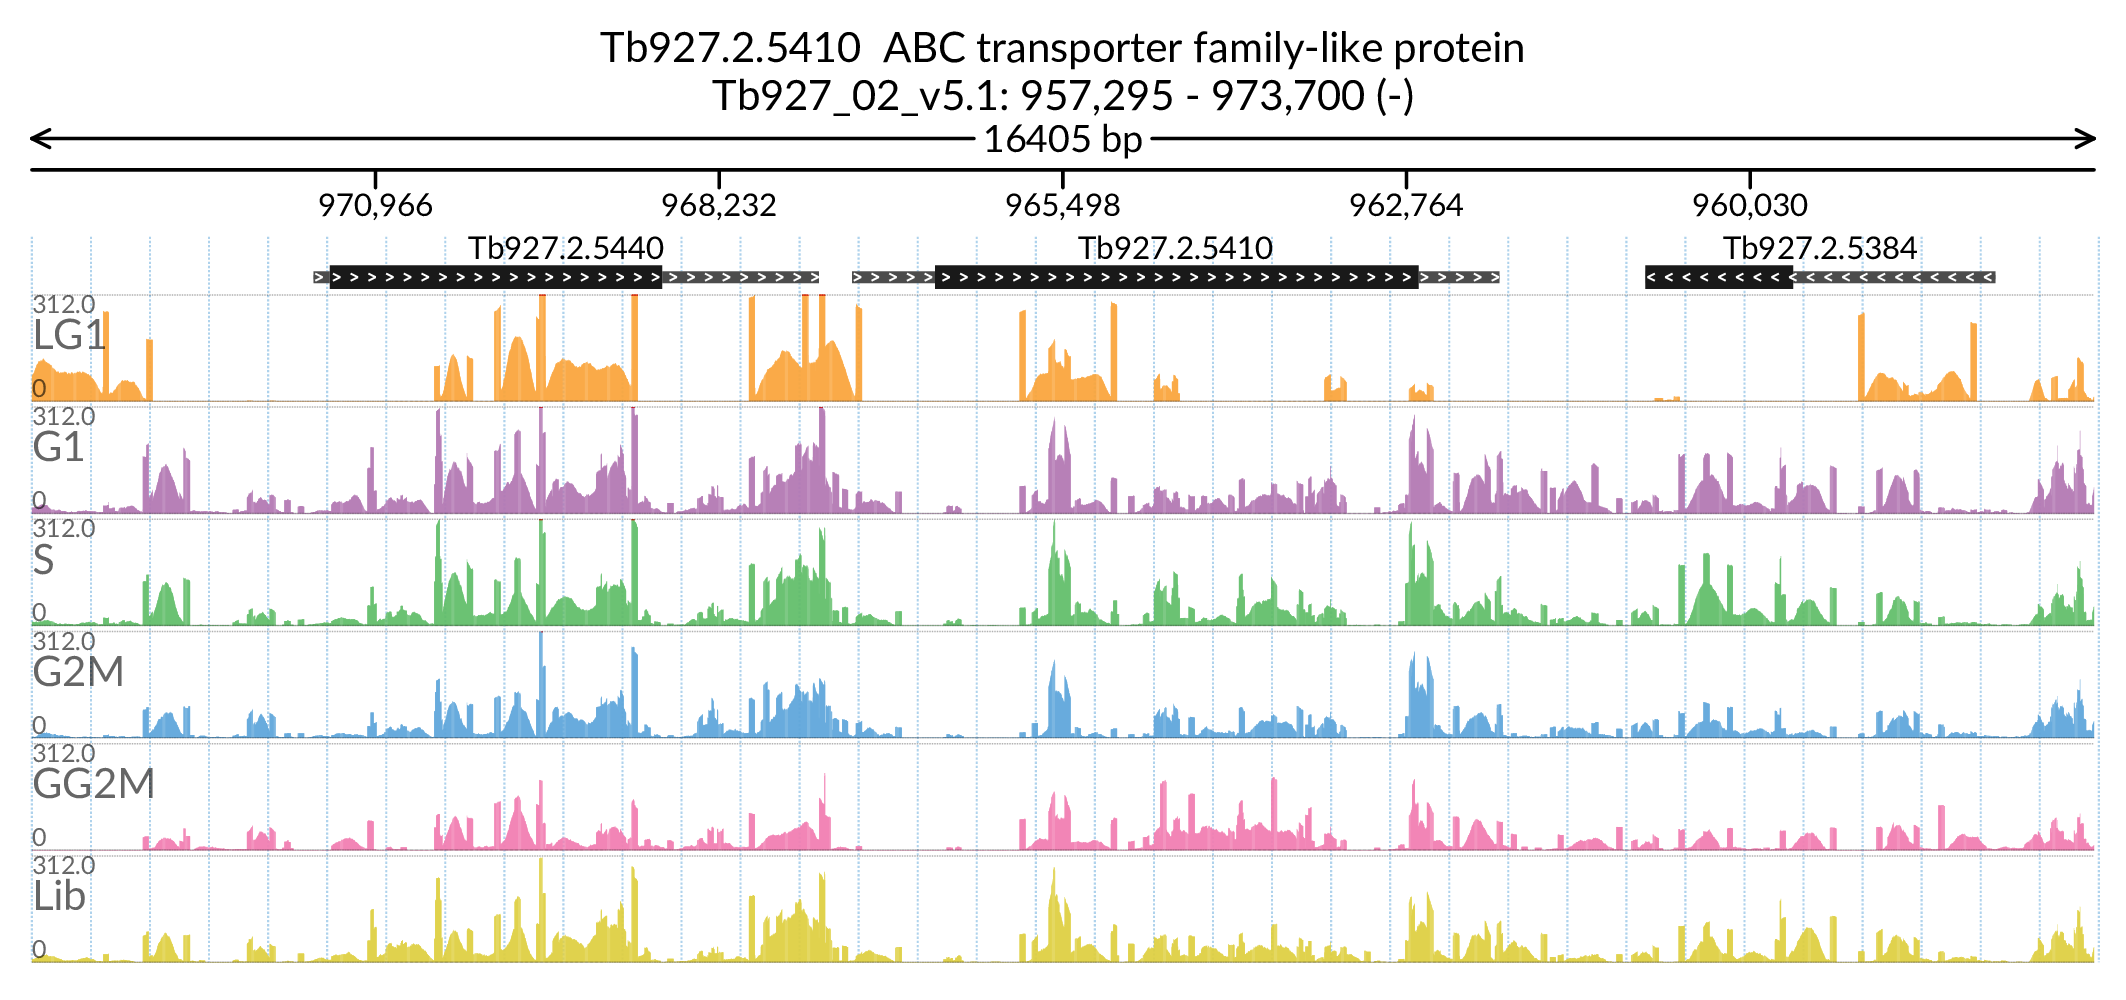 Tb927.2.5410 ABC transporter family-like protein
Tb927_02_v5.1: 957,295 - 973,700 (-)
16405 bp
970,966 968,232 965,498 962,764 960,030
Tb927.2.5440 Tb927.2.5410 Tb927.2.5384
312.0
LG1
0
312.0
G1
0
312.0
S
0
312.0
G2M
0
312.0
GG2M
0
312.0
Lib
0